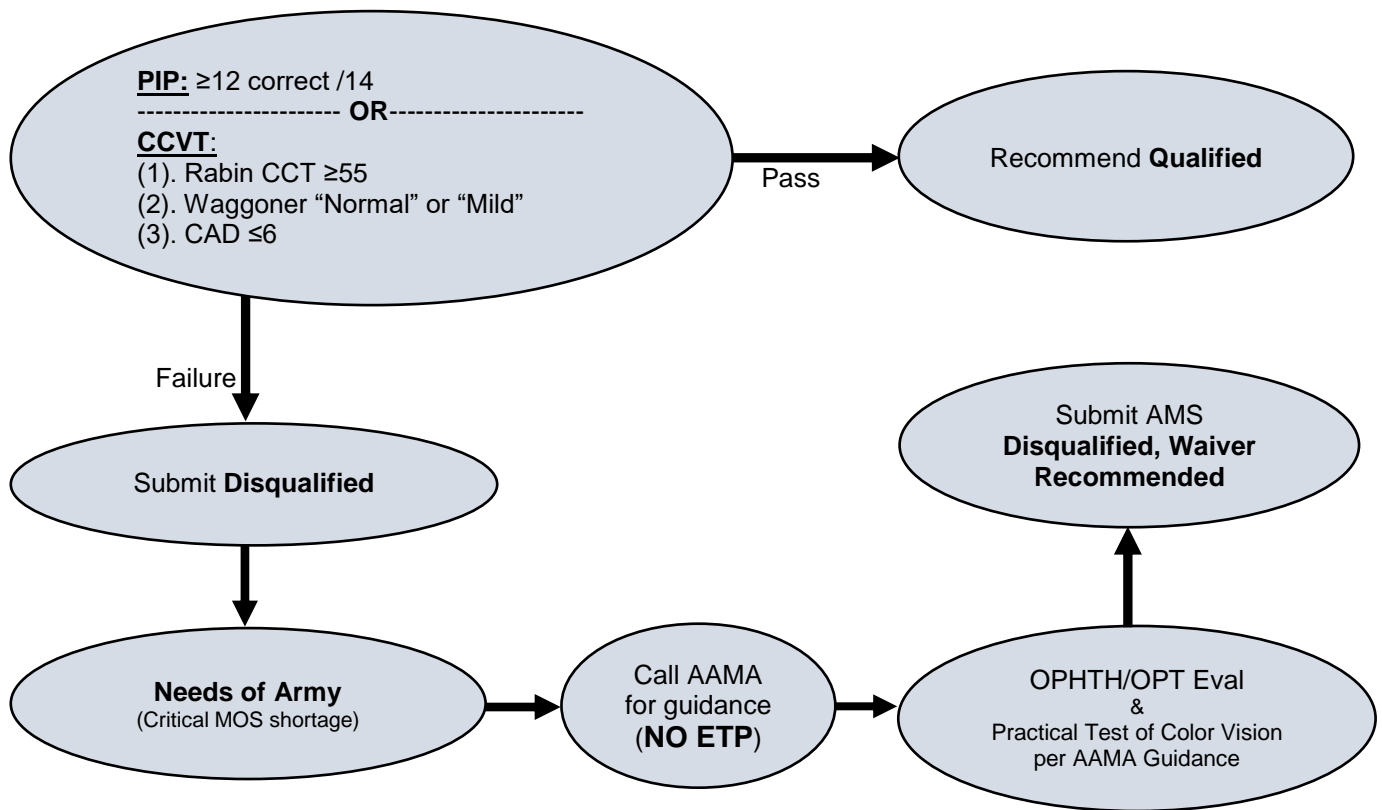 PIP: ≥12 correct /14
----------------------- OR----------------------
CCVT:
(1). Rabin CCT ≥55
(2). Waggoner “Normal” or “Mild”
(3). CAD ≤6
Pass
Recommend Qualified
Failure
Submit Disqualified
Needs of Army
(Critical MOS shortage)
Call AAMA
for guidance
(NO ETP)
OPHTH/OPT Eval
&
Practical Test of Color Vision
per AAMA Guidance
Submit AMS
Disqualified, Waiver
Recommended